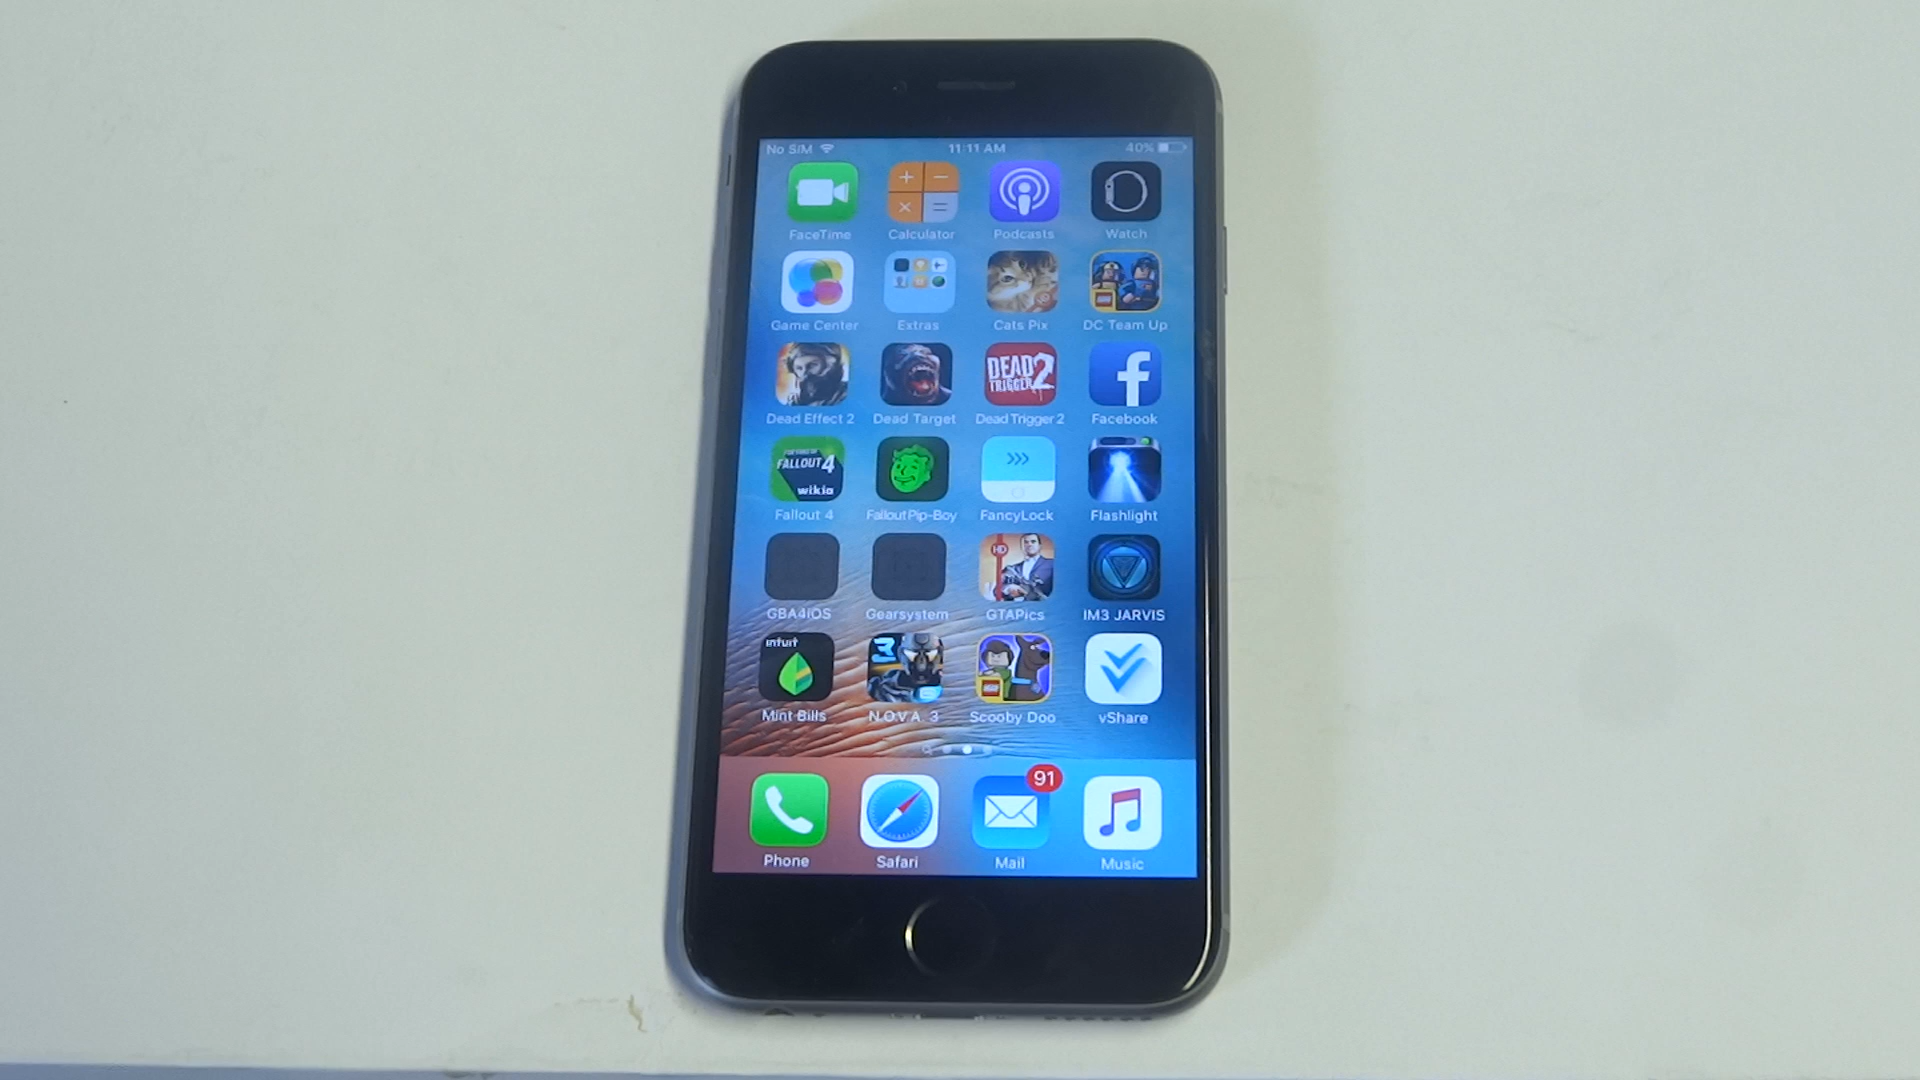 No SIM 11:11 AM 40%
FaceTime Calculator Podcasts Watch
Game Center Extras Cats Pix DC Team Up
DEAD TRIGGER 2
Dead Effect 2 Dead Target Dead Trigger 2 Facebook
FALLOUT 4
wikia
Fallout 4 Fallout Pip-Boy FancyLock Flashlight
HD
GBA4iOS Gearsystem GTAPics IM3 JARVIS
intuit 3 LEGO
Mint Bills N.O.V.A. 3 Scooby Doo vShare
91
Phone Safari Mail Music